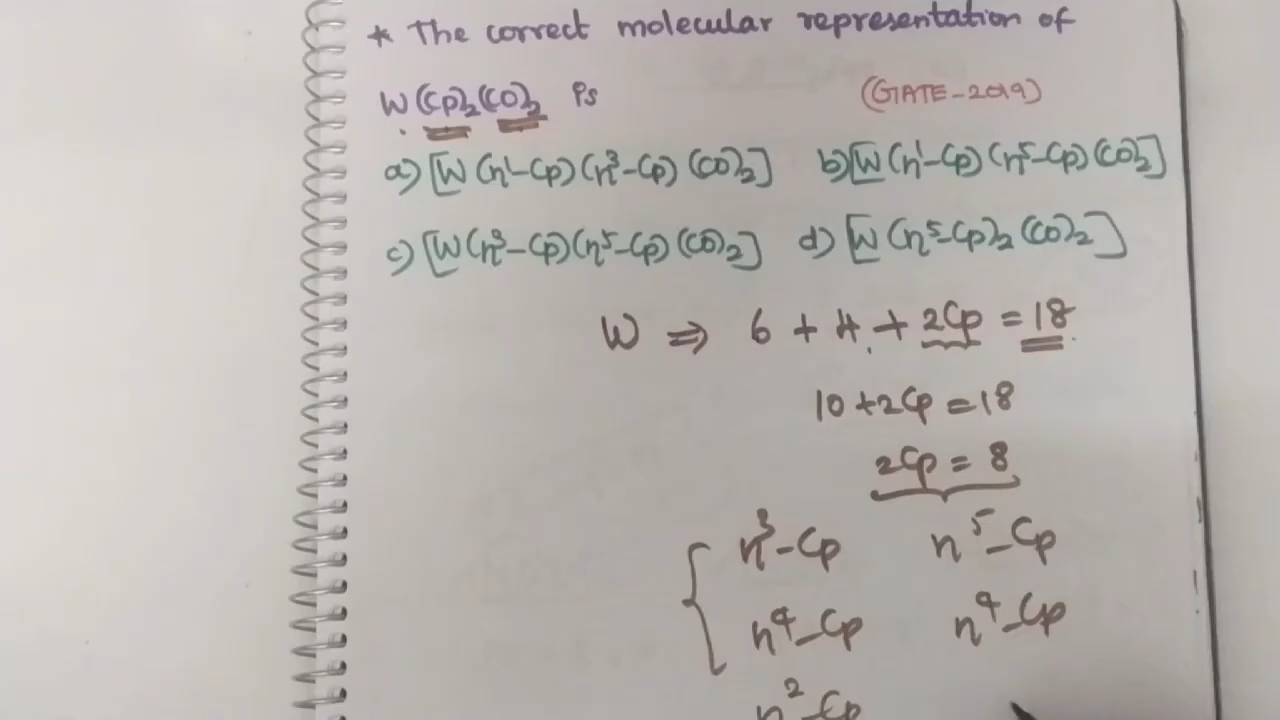 * The correct molecular representation of
W(Cp)₂(CO)₂ is (GATE-2019)
a) [W(η¹-Cp)(η³-Cp)(CO)₂] b) [W(η¹-Cp)(η⁵-Cp)(CO)₂]
c) [W(η³-Cp)(η⁵-Cp)(CO)₂] d) [W(η⁵-Cp)₂(CO)₂]
W ⇒ 6 + 4 + 2Cp = 18
10 + 2Cp = 18
2Cp = 8
η³-Cp η⁵-Cp
η⁴-Cp η⁴-Cp
η²-Cp